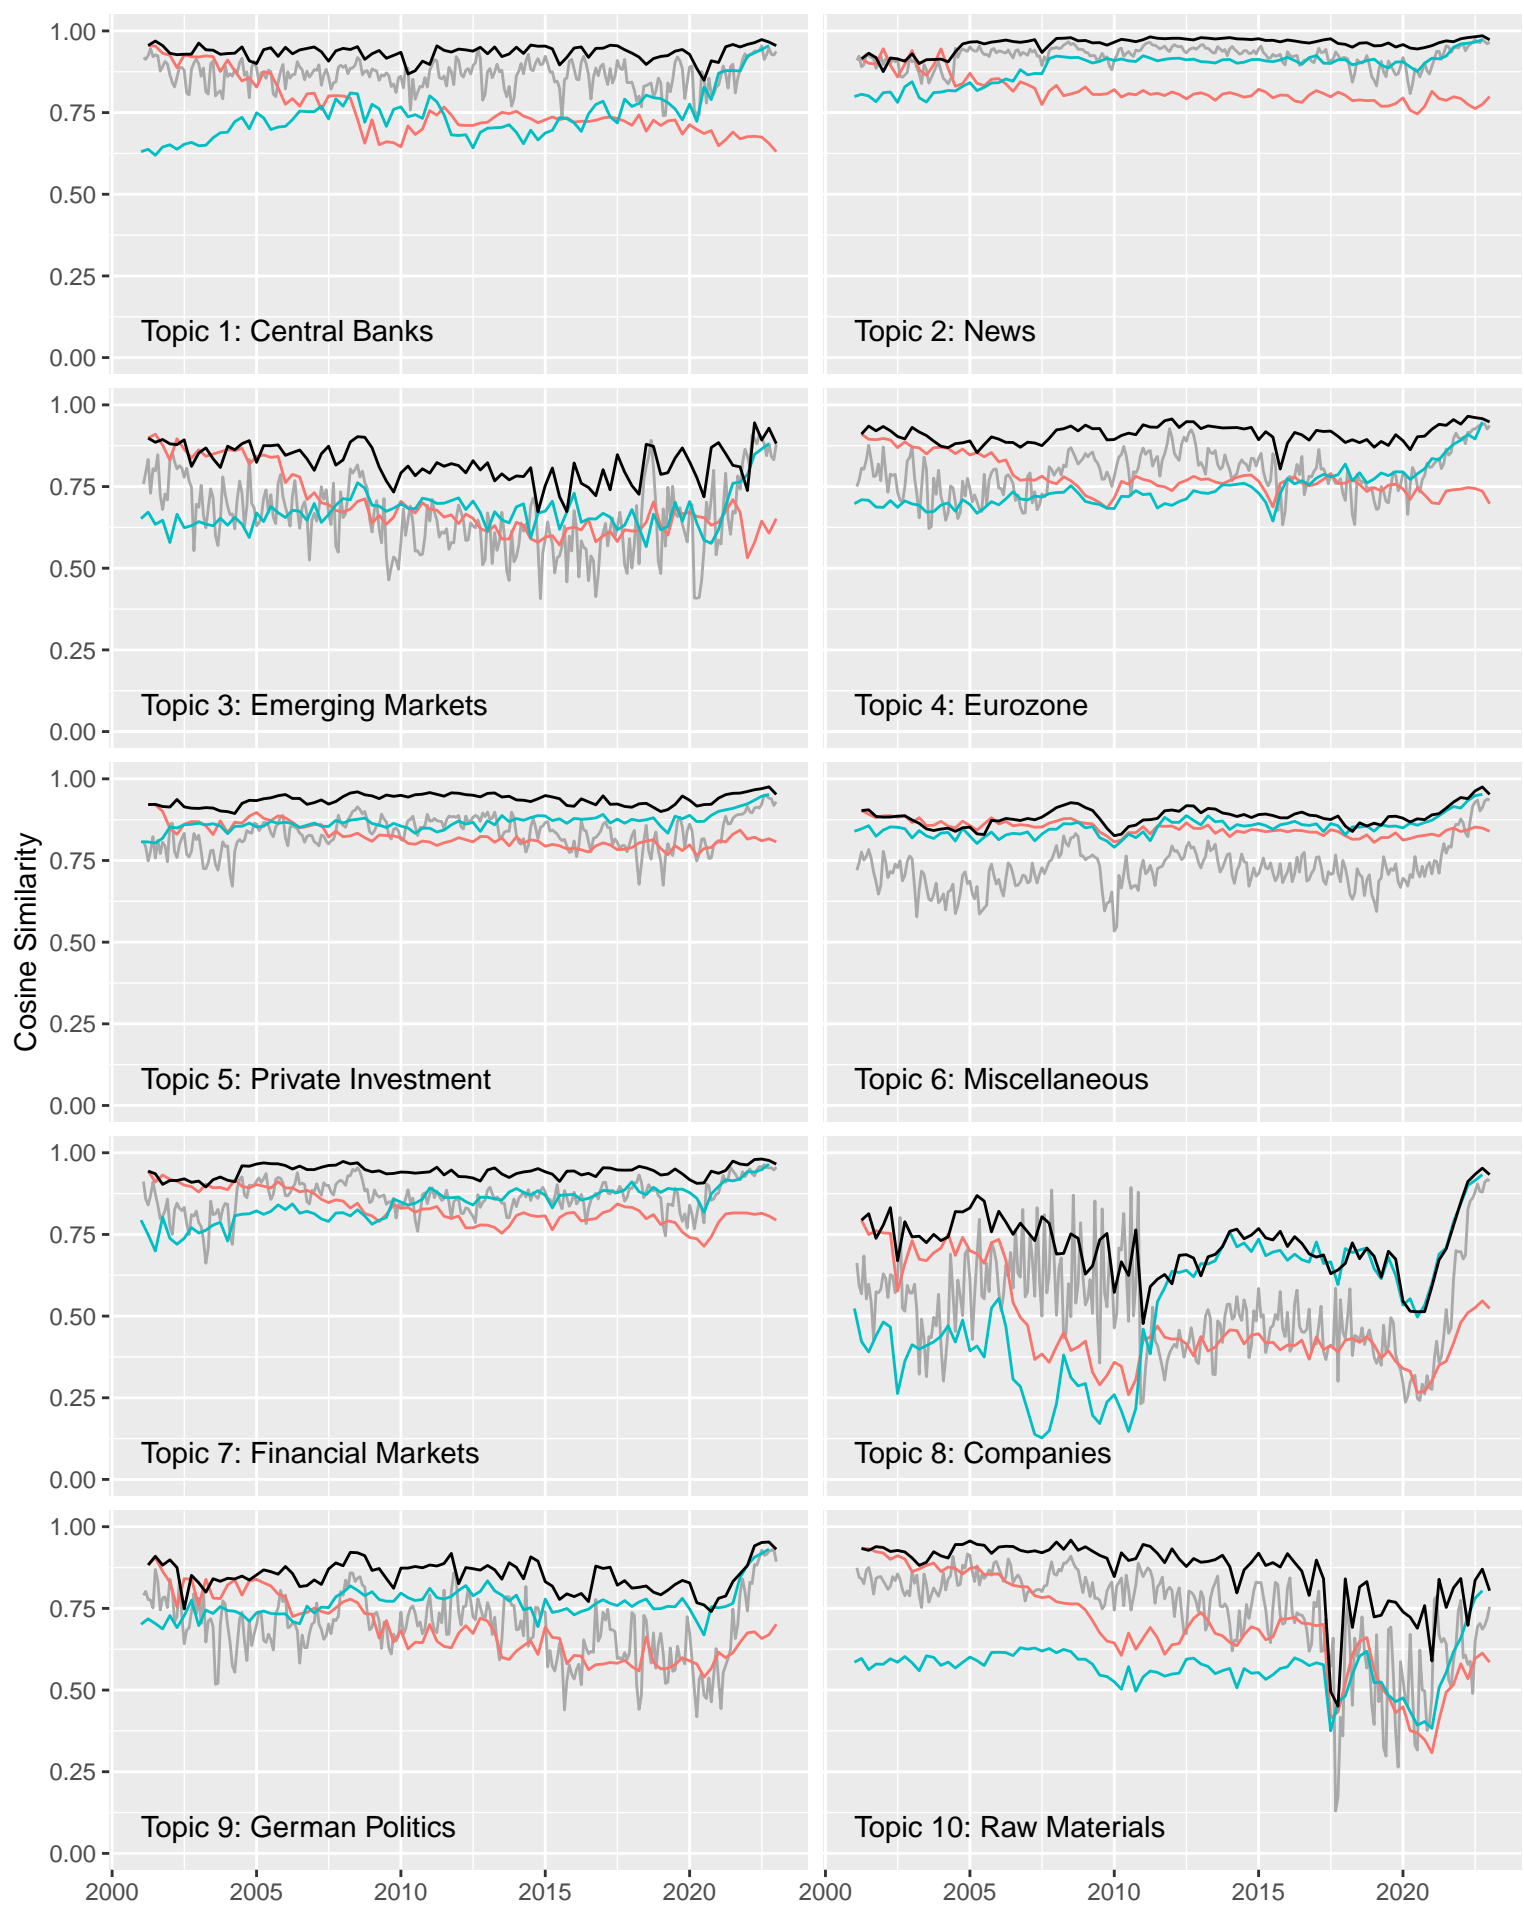 1.00
0.75
0.50
0.25
0.00
Topic 1: Central Banks
Topic 2: News
1.00
0.75
0.50
0.25
0.00
Topic 3: Emerging Markets
Topic 4: Eurozone
1.00
0.75
0.50
0.25
0.00
Topic 5: Private Investment
Topic 6: Miscellaneous
Cosine Similarity
1.00
0.75
0.50
0.25
0.00
Topic 7: Financial Markets
Topic 8: Companies
1.00
0.75
0.50
0.25
0.00
Topic 9: German Politics
Topic 10: Raw Materials
2000 2005 2010 2015 2020
2000 2005 2010 2015 2020